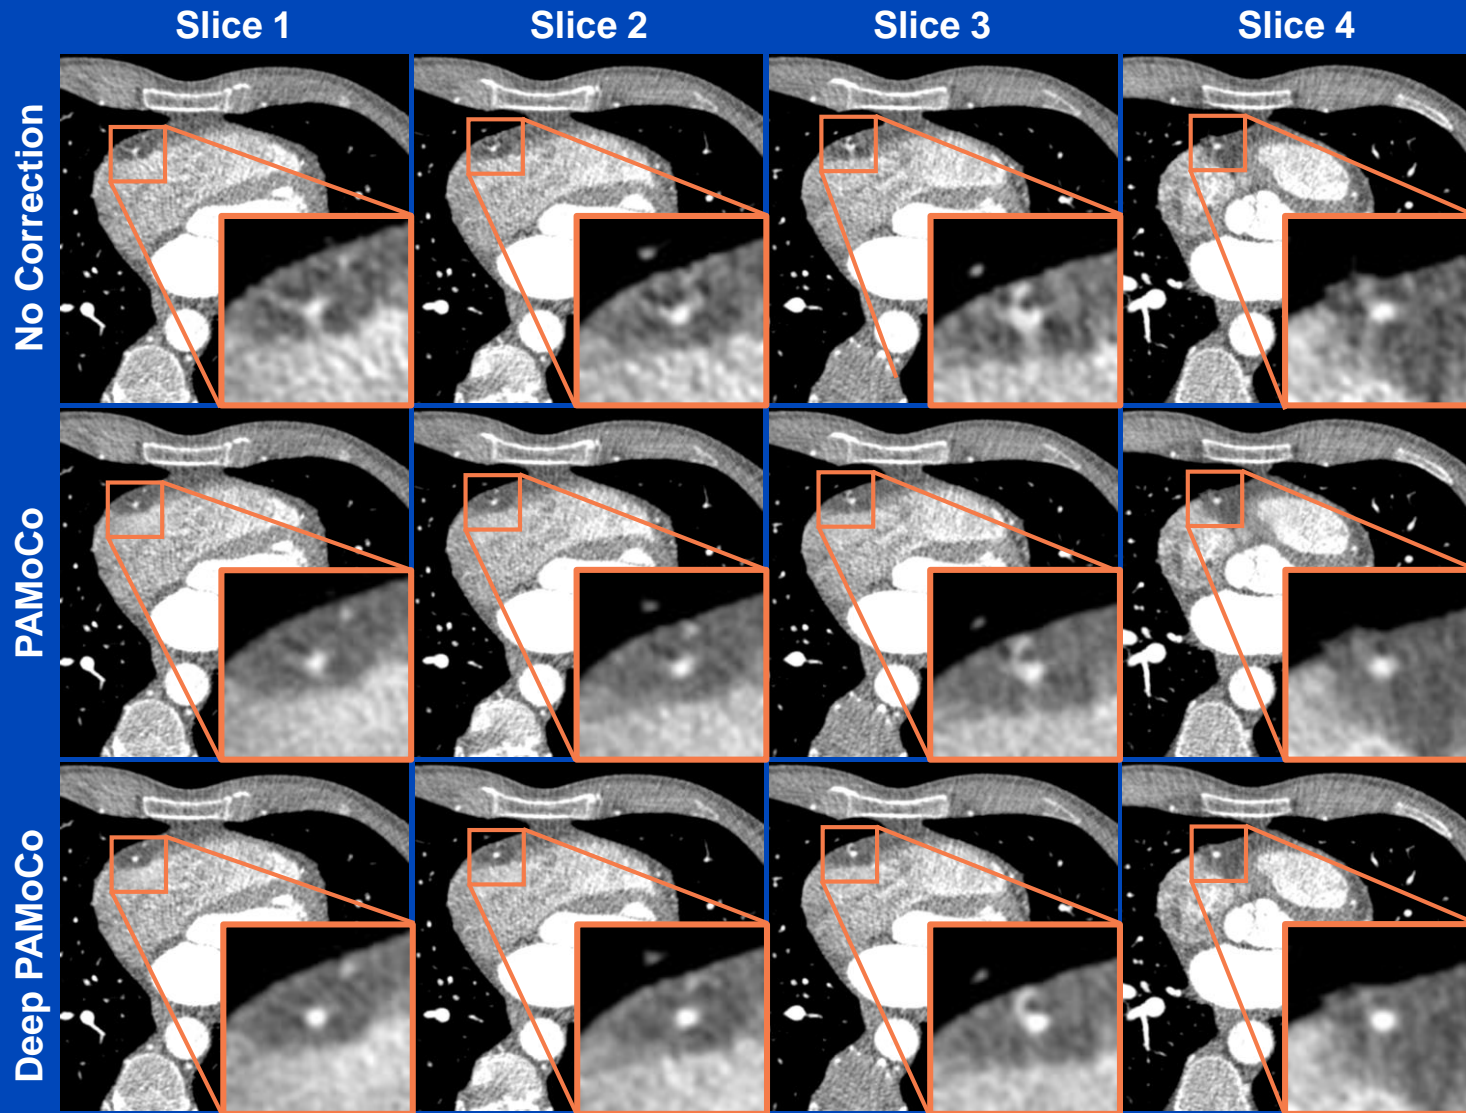 Slice 1
Slice 2
Slice 3
Slice 4
No Correction
PAMoCo
Deep PAMoCo